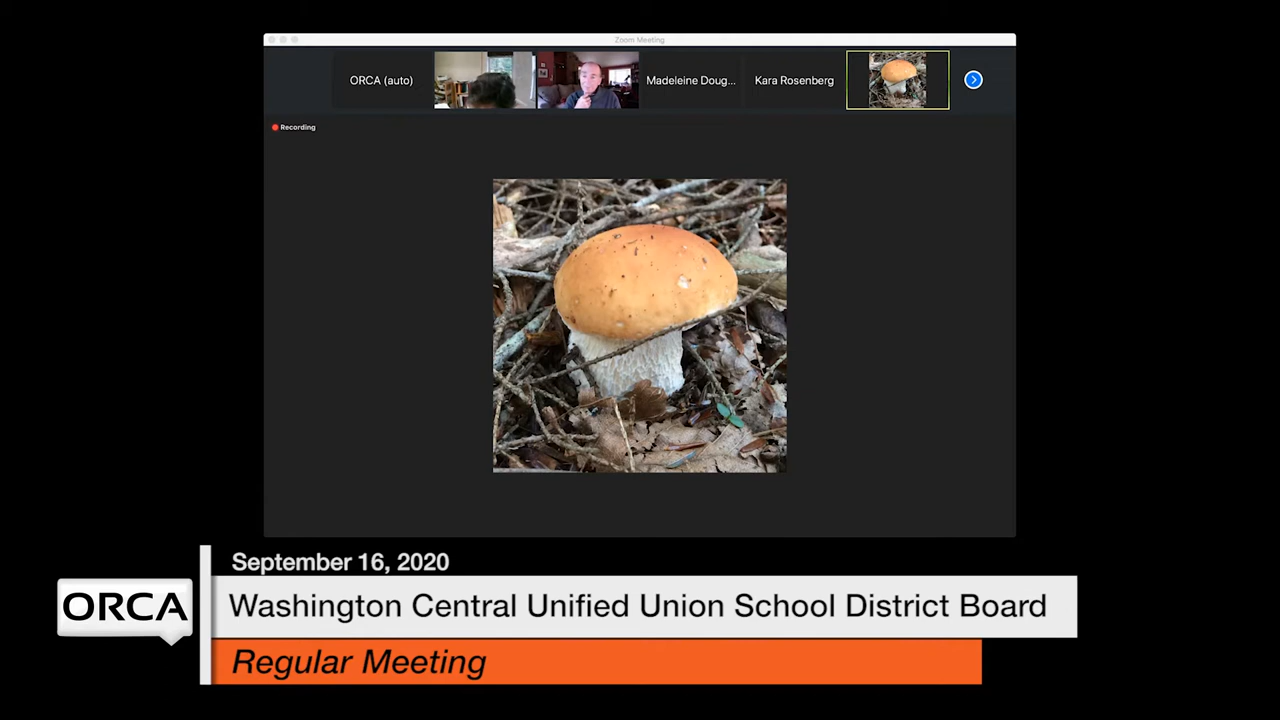 Zoom Meeting
ORCA (auto)
Madeleine Doug...
Kara Rosenberg
Recording
September 16, 2020
ORCA
Washington Central Unified Union School District Board
Regular Meeting